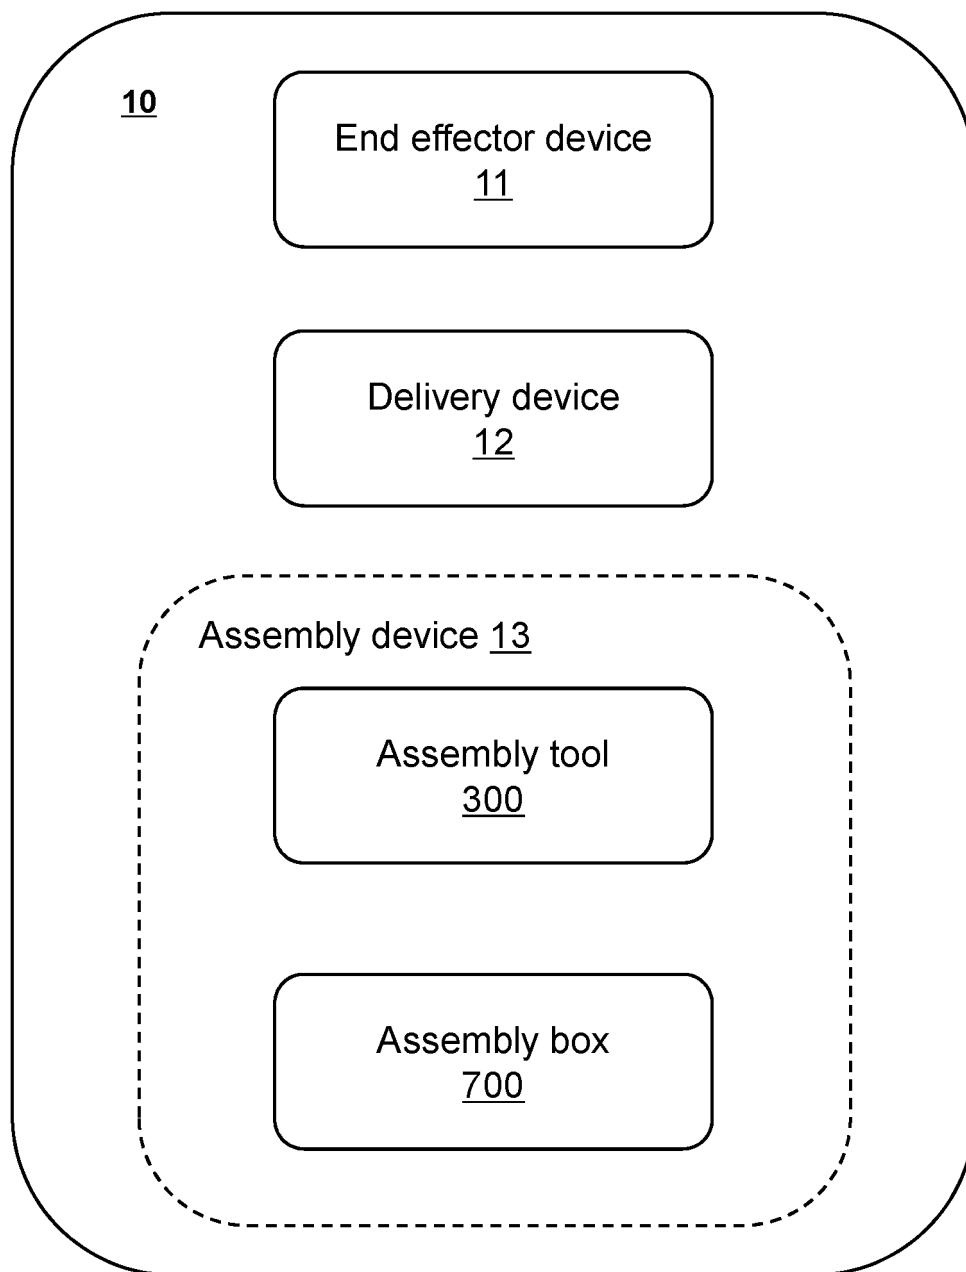 10
End effector device
11
Delivery device
12
Assembly device 13
Assembly tool
300
Assembly box
700